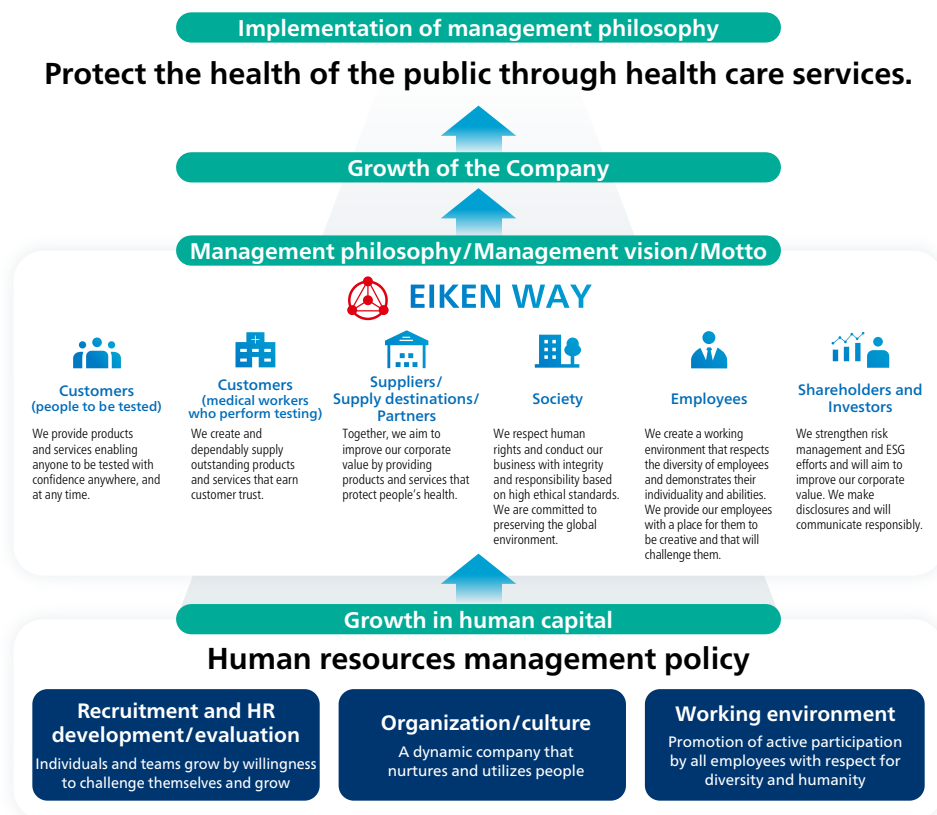 Implementation of management philosophy
Protect the health of the public through health care services.
Growth of the Company
Management philosophy/Management vision/Motto
EIKEN WAY
Customers
(people to be tested)
We provide products
and services enabling
anyone to be tested with
confidence anywhere, and
at any time.
Customers
(medical workers
who perform testing)
We create and
dependably supply
outstanding products
and services that earn
customer trust.
Suppliers/
Supply destinations/
Partners
Together, we aim to
improve our corporate
value by providing
products and services that
protect people's health.
Society
We respect human
rights and conduct our
business with integrity
and responsibility based
on high ethical standards.
We are committed to
preserving the global
environment.
Employees
We create a working
environment that respects
the diversity of employees
and demonstrates their
individuality and abilities.
We provide our employees
with a place for them to
be creative and that will
challenge them.
Shareholders and
Investors
We strengthen risk
management and ESG
efforts and will aim to
improve our corporate
value. We make
disclosures and will
communicate responsibly.
Growth in human capital
Human resources management policy
Recruitment and HR
development/evaluation
Individuals and teams grow by willingness
to challenge themselves and grow
Organization/culture
A dynamic company that
nurtures and utilizes people
Working environment
Promotion of active participation
by all employees with respect for
diversity and humanity